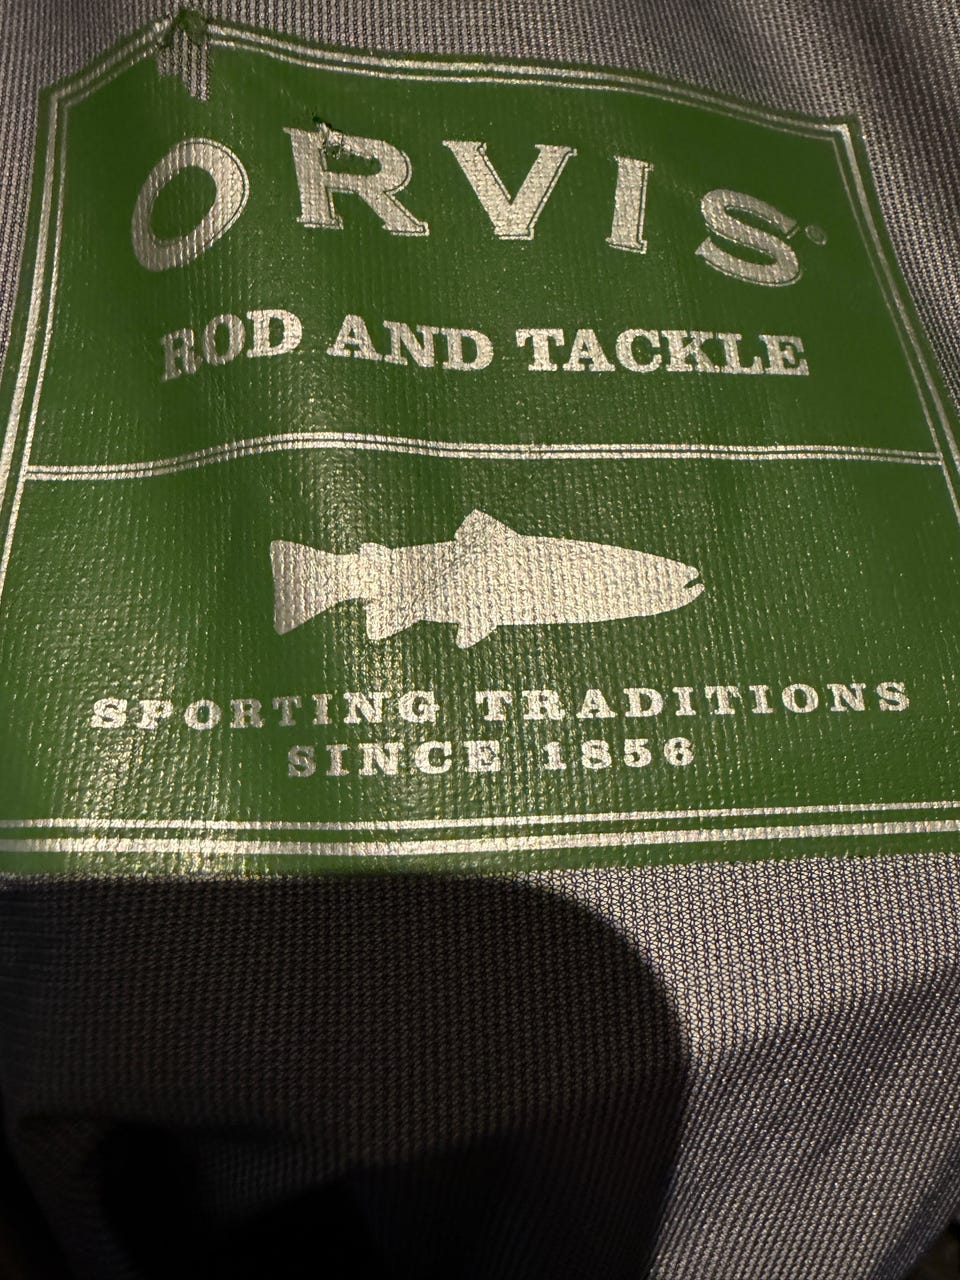 ORVIS®
ROD AND TACKLE
SPORTING TRADITIONS
SINCE 1856